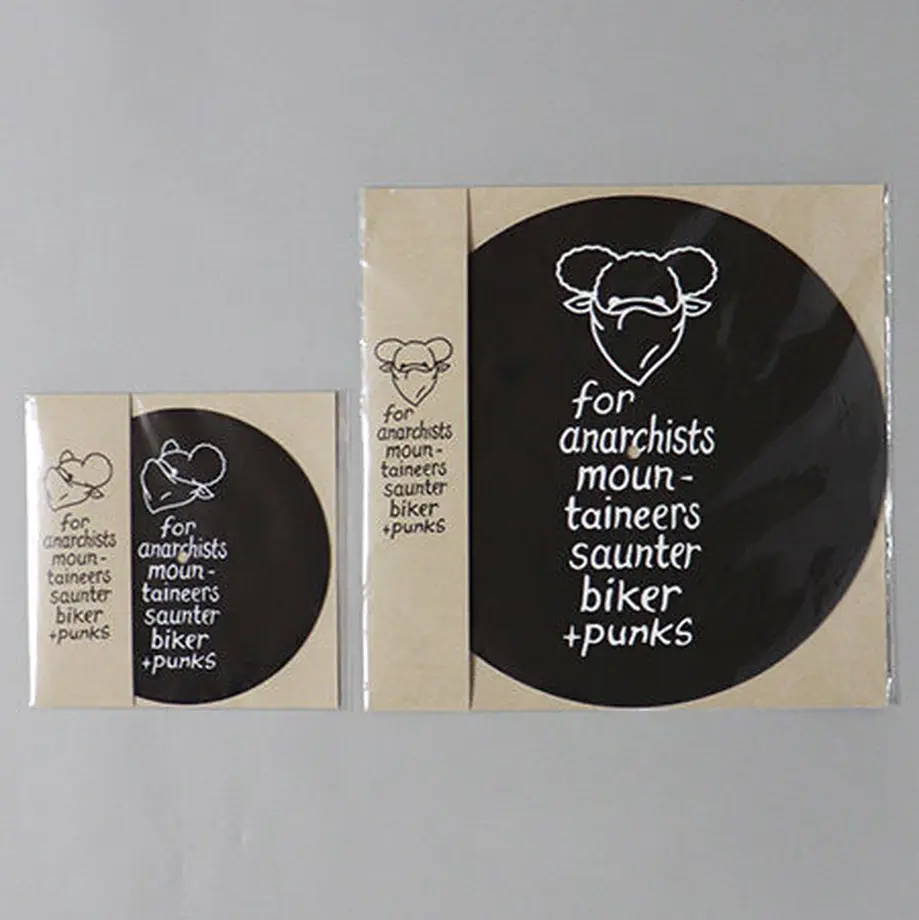 for
anarchists
moun-
taineers
saunter
biker
+punks
for
anarchists
moun-
taineers
saunter
biker
+punks
for
anarchists
moun-
taineers
saunter
biker
+punks
for
anarchists
moun-
taineers
saunter
biker
+punks